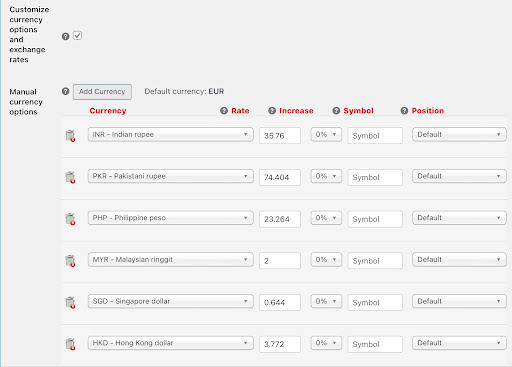 Customize
currency
options
and
exchange
rates
Manual
currency
options
Add Currency Default currency: EUR
Currency Rate Increase Symbol Position
INR – Indian rupee 35.76 0% Symbol Default
PKR – Pakistani rupee 74.404 0% Symbol Default
PHP – Philippine peso 23.264 0% Symbol Default
MYR – Malaysian ringgit 2 0% Symbol Default
SGD – Singapore dollar 0.644 0% Symbol Default
HKD – Hong Kong dollar 3.772 0% Symbol Default